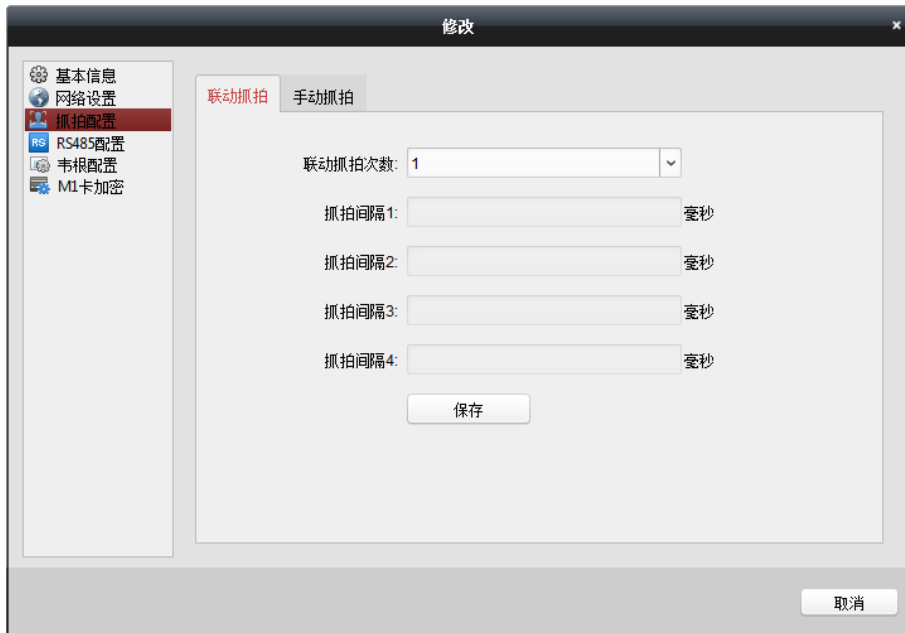 修改
基本信息
网络设置
抓拍配置
RS RS485配置
韦根配置
M1卡加密
联动抓拍 手动抓拍
联动抓拍次数: 1
抓拍间隔1: 毫秒
抓拍间隔2: 毫秒
抓拍间隔3: 毫秒
抓拍间隔4: 毫秒
保存
取消